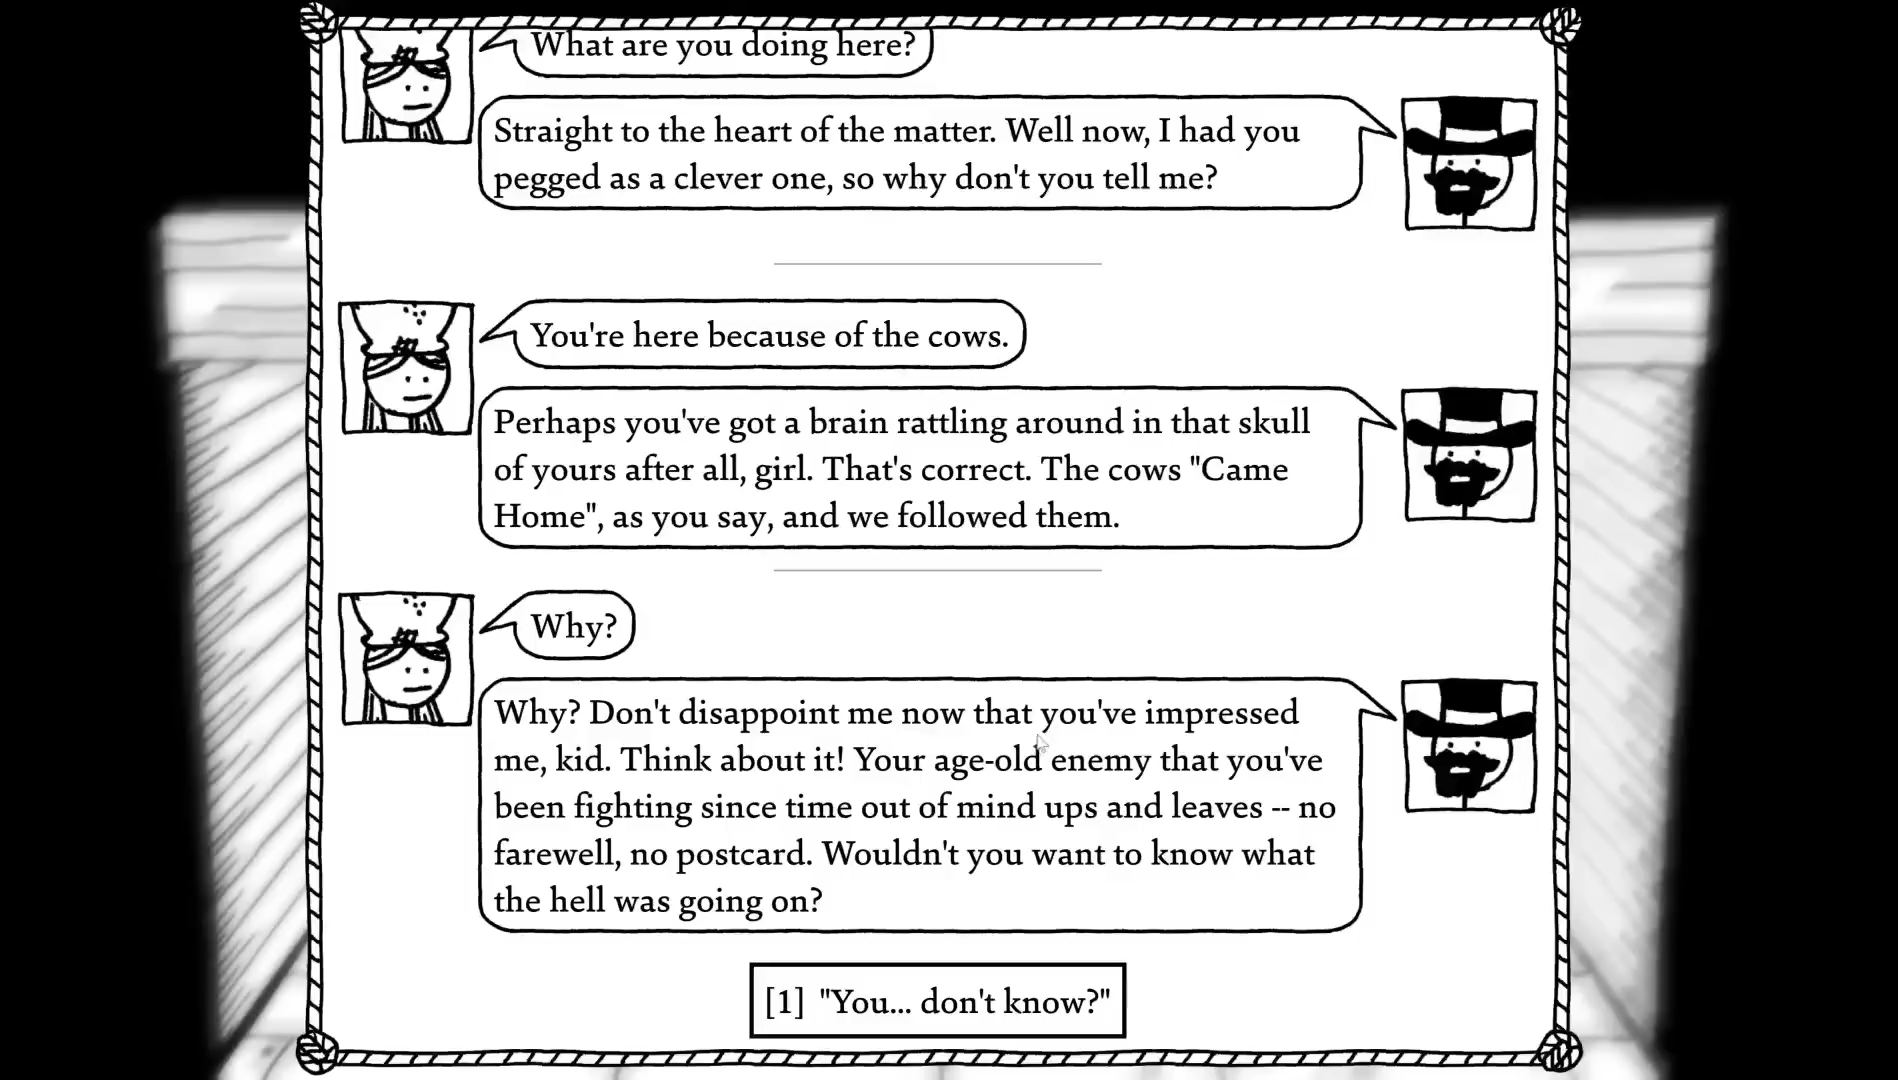 What are you doing here?
Straight to the heart of the matter. Well now, I had you
pegged as a clever one, so why don't you tell me?
You're here because of the cows.
Perhaps you've got a brain rattling around in that skull
of yours after all, girl. That's correct. The cows "Came
Home", as you say, and we followed them.
Why?
Why? Don't disappoint me now that you've impressed
me, kid. Think about it! Your age-old enemy that you've
been fighting since time out of mind ups and leaves -- no
farewell, no postcard. Wouldn't you want to know what
the hell was going on?
[1] "You... don't know?"